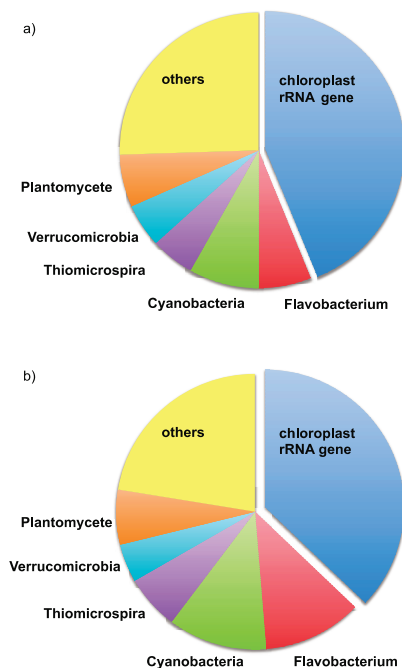 a)
others
chloroplast
rRNA gene
Plantomycete
Verrucomicrobia
Thiomicrospira
Cyanobacteria
Flavobacterium
b)
others
chloroplast
rRNA gene
Plantomycete
Verrucomicrobia
Thiomicrospira
Cyanobacteria
Flavobacterium